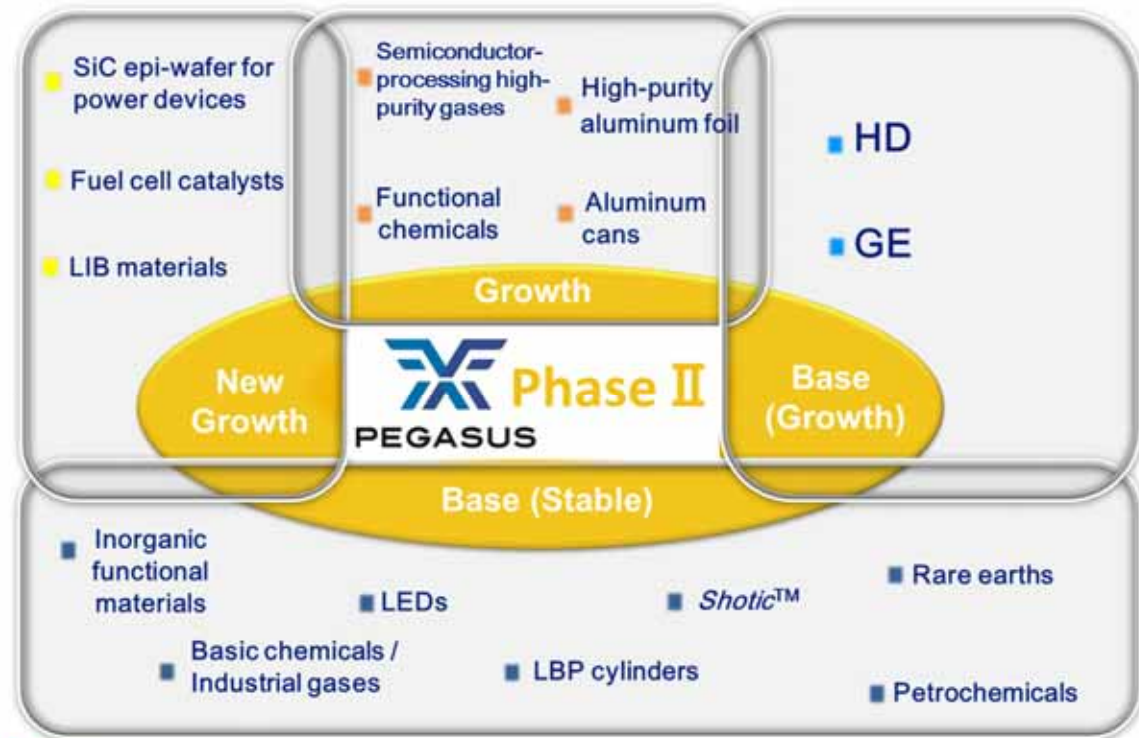 SiC epi-wafer for
power devices
Fuel cell catalysts
LIB materials
New
Growth
Semiconductor-
processing high-
purity gases
High-purity
aluminum foil
Functional
chemicals
Aluminum
cans
Growth
HD
GE
Base
(Growth)
PEGASUS
Phase Ⅱ
Base (Stable)
Inorganic
functional
materials
LEDs
Shotic™
Rare earths
Basic chemicals /
Industrial gases
LBP cylinders
Petrochemicals